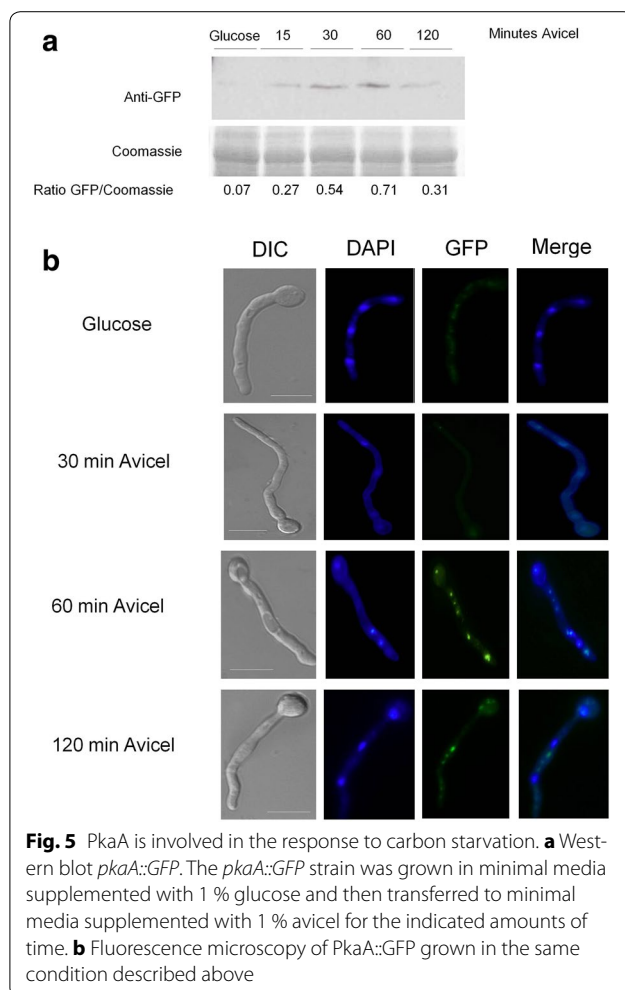 a
Glucose 15 30 60 120 Minutes Avicel
Anti-GFP
Coomassie
Ratio GFP/Coomassie 0.07 0.27 0.54 0.71 0.31
b
DIC DAPI GFP Merge
Glucose
30 min Avicel
60 min Avicel
120 min Avicel
Fig. 5 PkaA is involved in the response to carbon starvation. a West-
ern blot pkaA::GFP. The pkaA::GFP strain was grown in minimal media
supplemented with 1 % glucose and then transferred to minimal
media supplemented with 1 % avicel for the indicated amounts of
time. b Fluorescence microscopy of PkaA::GFP grown in the same
condition described above